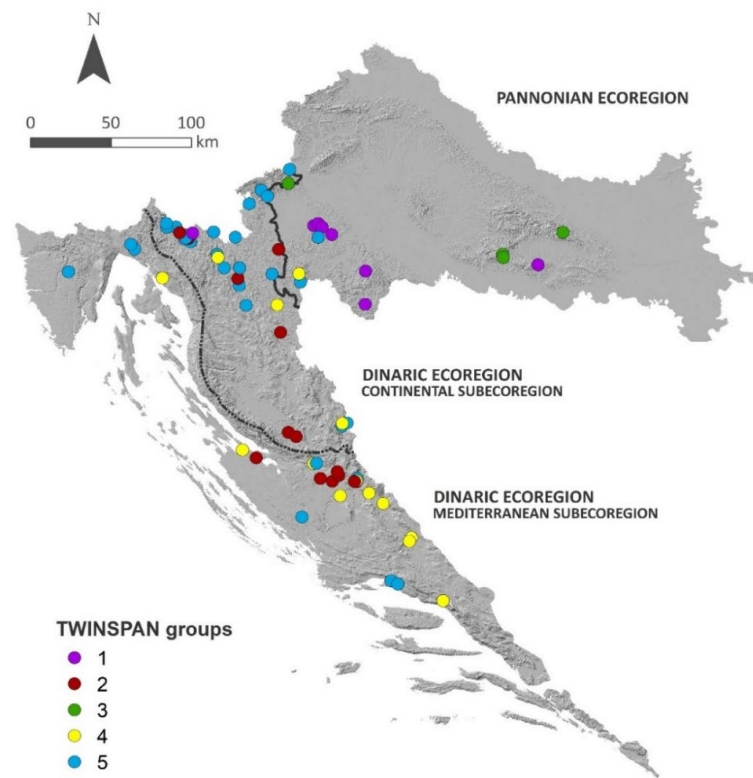 N
PANNONIAN ECOREGION
0 50 100
km
DINARIC ECOREGION
CONTINENTAL SUBECOREGION
DINARIC ECOREGION
MEDITERRANEAN SUBECOREGION
TWINSPAN groups
1
2
3
4
5